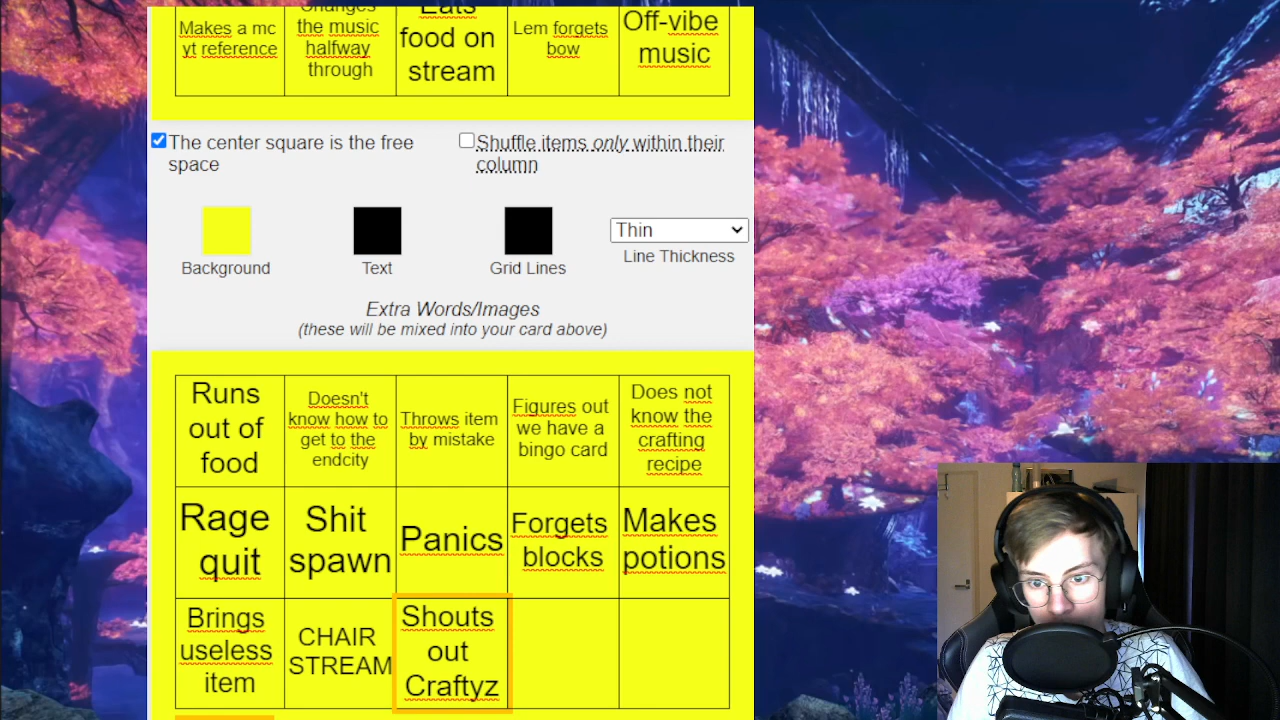 Makes a mc
yt reference
Changes
the music
halfway
through
Eats
food on
stream
Lem forgets
bow
Off-vibe
music
The center square is the free
space
Shuffle items only within their
column
Background
Text
Grid Lines
Thin
Line Thickness
Extra Words/Images
(these will be mixed into your card above)
Runs
out of
food
Doesn't
know how to
get to the
endcity
Throws item
by mistake
Figures out
we have a
bingo card
Does not
know the
crafting
recipe
Rage
quit
Shit
spawn
Panics
Forgets
blocks
Makes
potions
Brings
useless
item
CHAIR
STREAM
Shouts
out
Craftyz